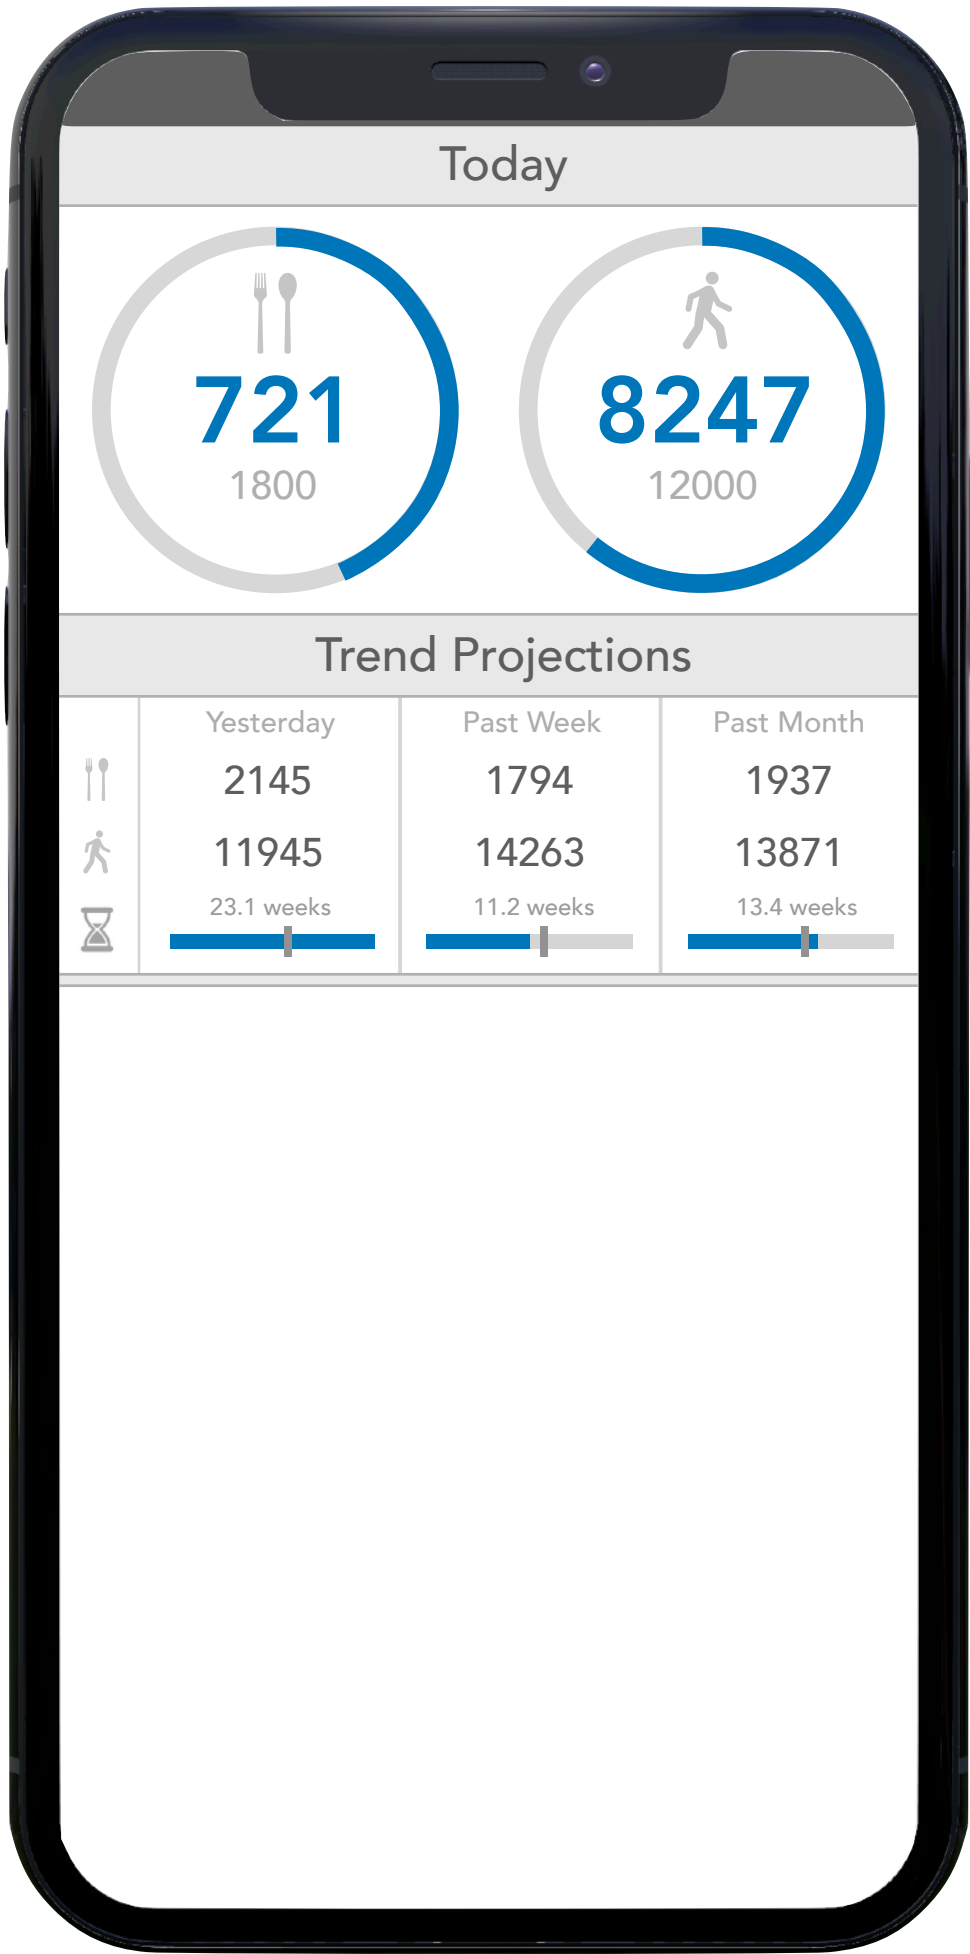 Today
721
1800
8247
12000
Trend Projections
Yesterday
Past Week
Past Month
2145
1794
1937
11945
14263
13871
23.1 weeks
11.2 weeks
13.4 weeks